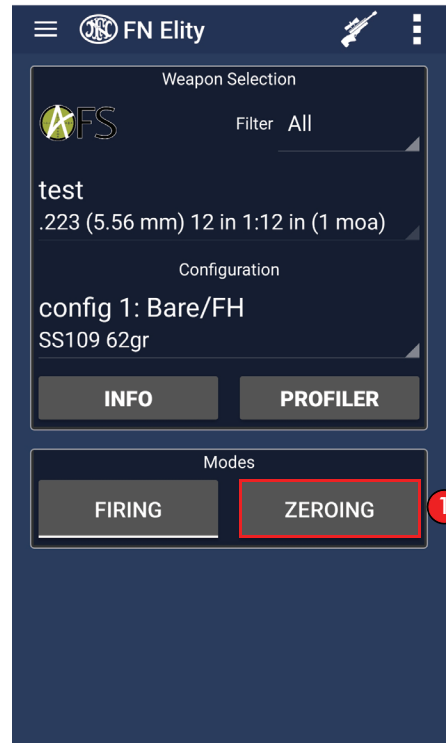 FN Elity
Weapon Selection
AFS
Filter All
test
.223 (5.56 mm) 12 in 1:12 in (1 moa)
Configuration
config 1: Bare/FH
SS109 62gr
INFO PROFILER
Modes
FIRING ZEROING
1